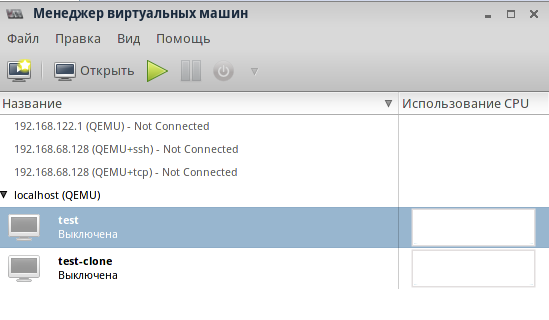 Менеджер виртуальных машин
Файл Правка Вид Помощь
Открыть
Название Использование CPU
192.168.122.1 (QEMU) - Not Connected
192.168.68.128 (QEMU+ssh) - Not Connected
192.168.68.128 (QEMU+tcp) - Not Connected
localhost (QEMU)
test
Выключена
test-clone
Выключена